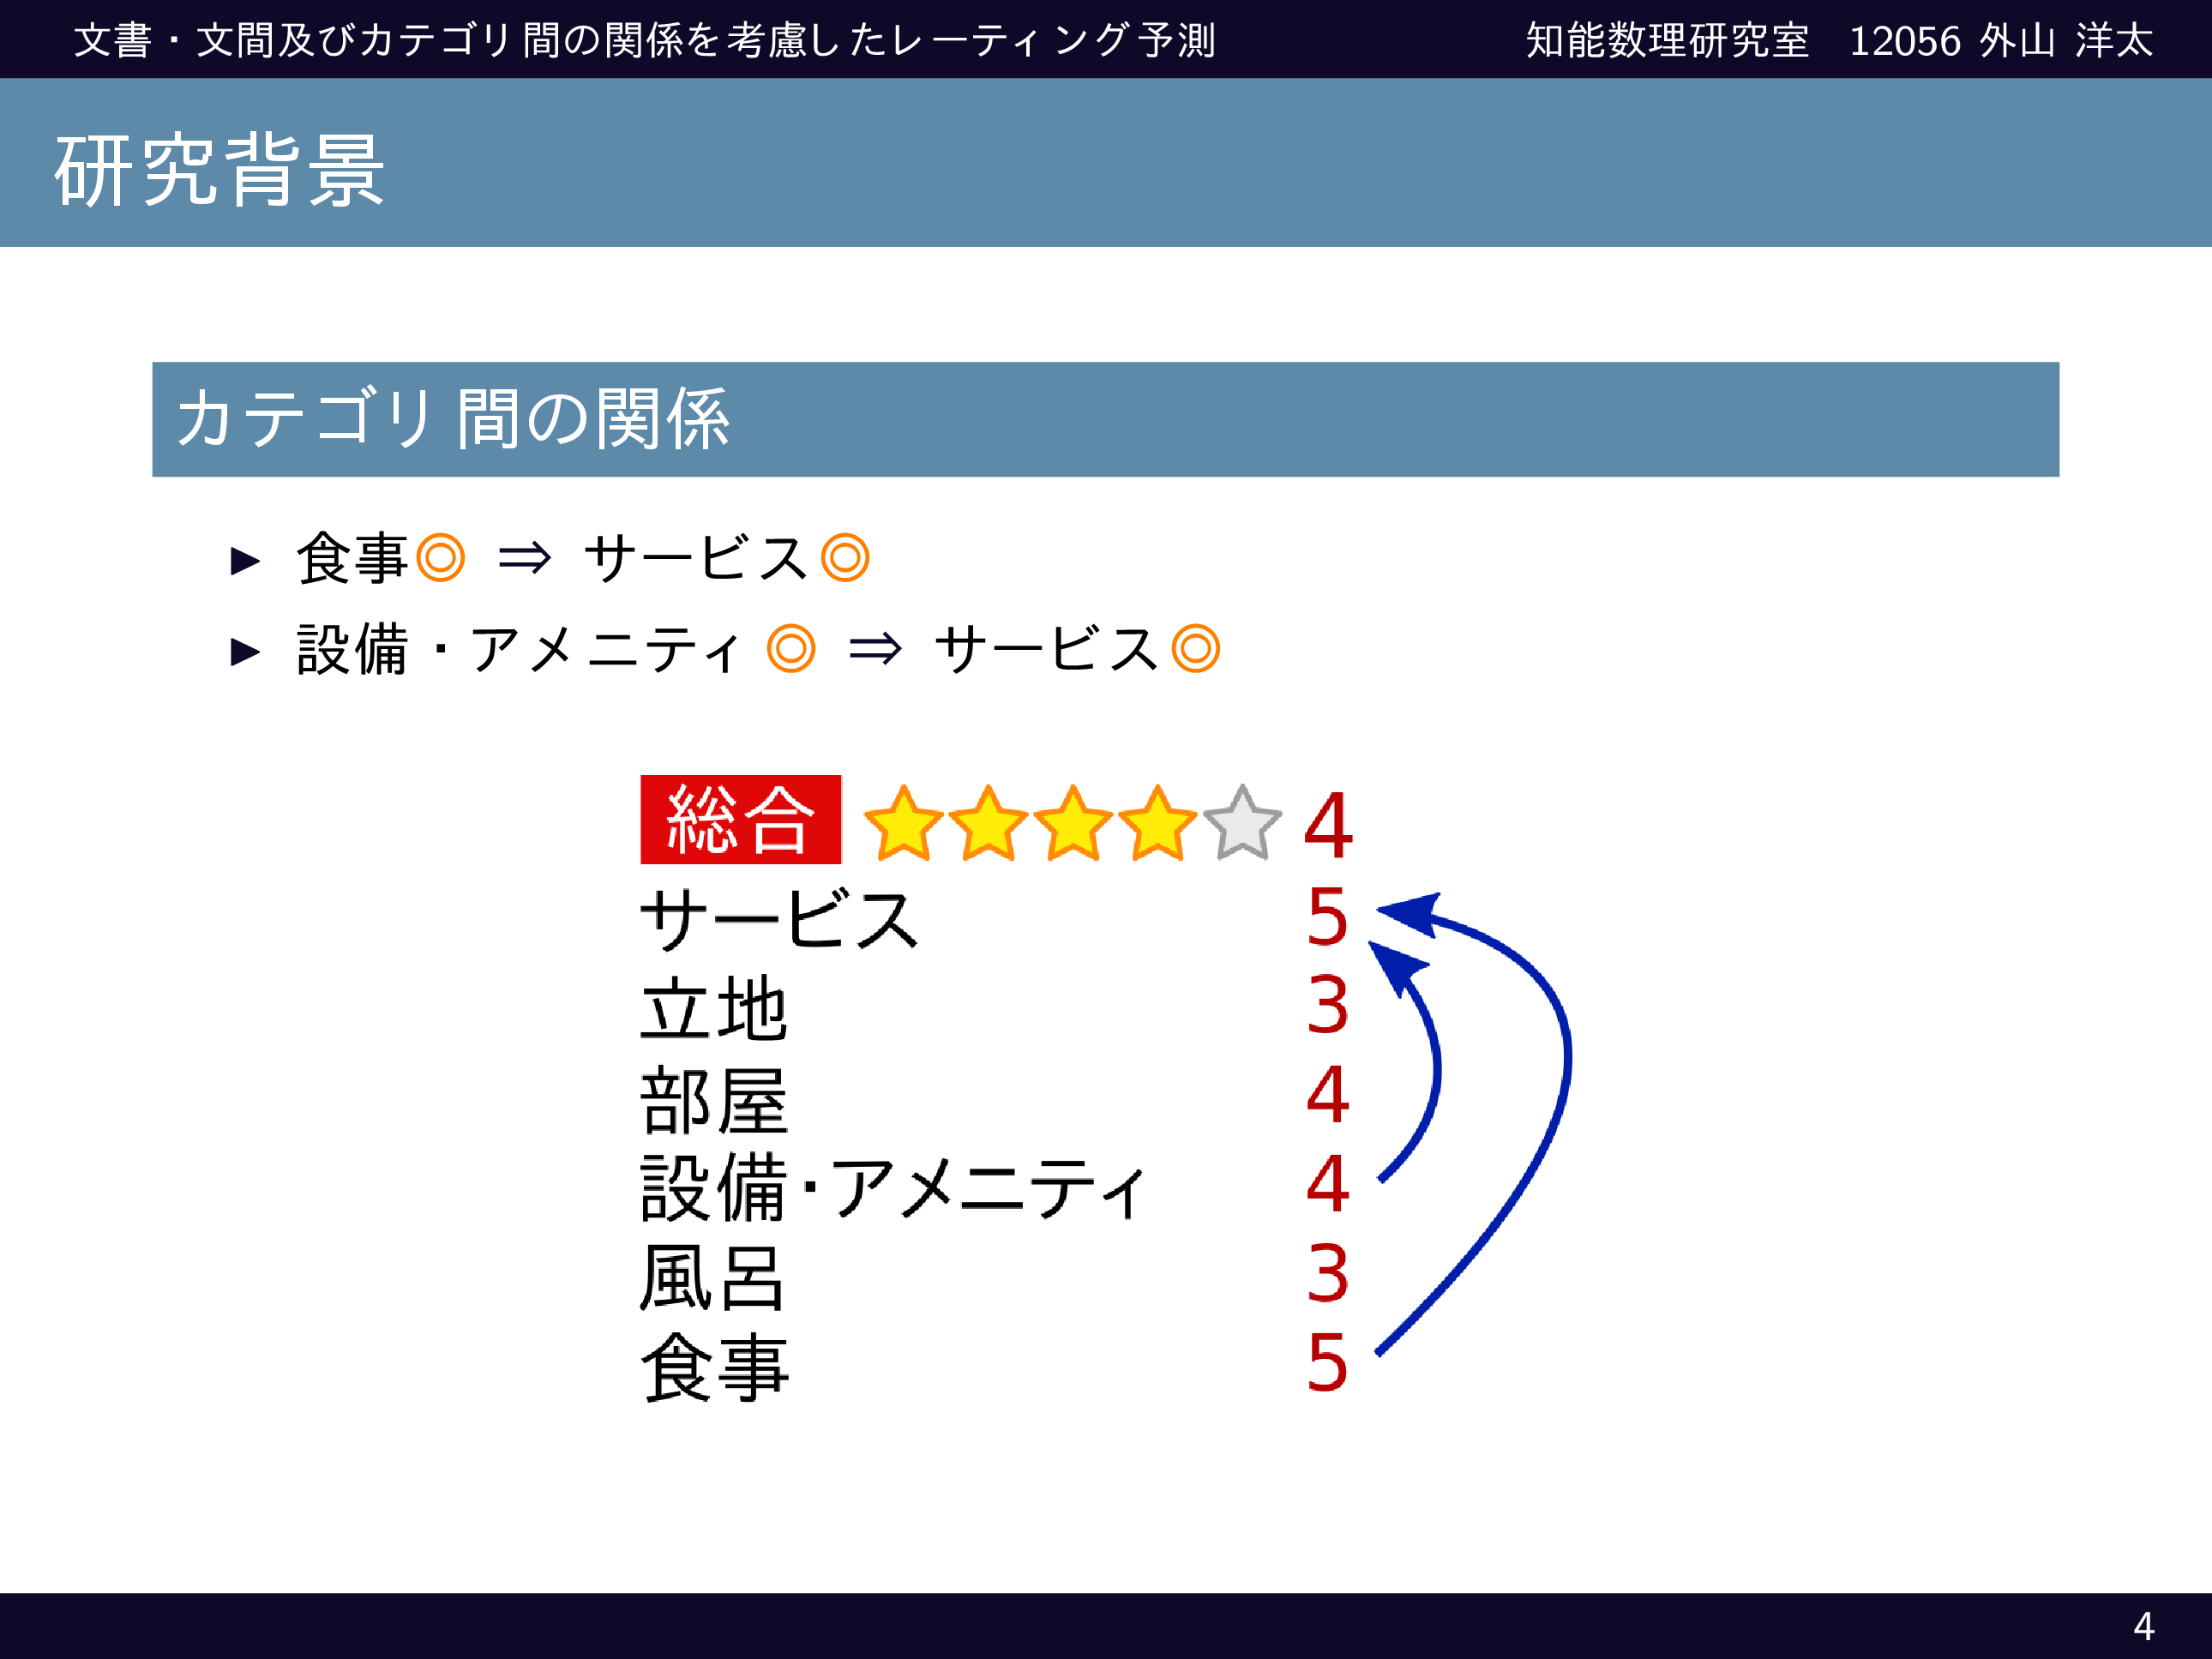 文書・文間及びカテゴリ間の関係を考慮したレーティング予測 知能数理研究室 12056 外山 洋太
研究背景
カテゴリ間の関係
▶ 食事◎ ⇒ サービス◎
▶ 設備・アメニティ◎ ⇒ サービス◎
総合 4
サービス 5
立地 3
部屋 4
設備・アメニティ 4
風呂 3
食事 5
4